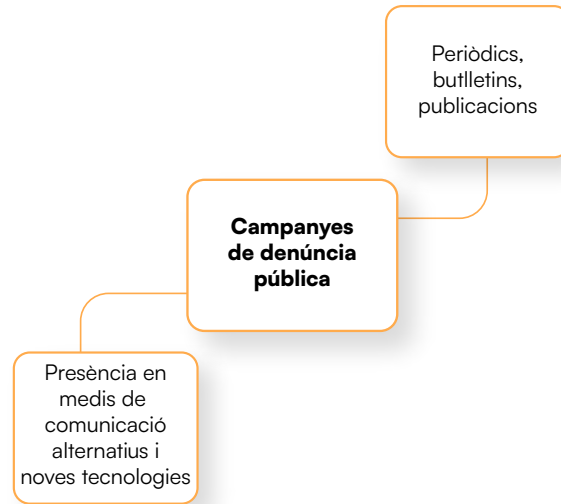 Periòdics,
butlletins,
publicacions
Campanyes
de denúncia
pública
Presència en
medis de
comunicació
alternatius i
noves tecnologies